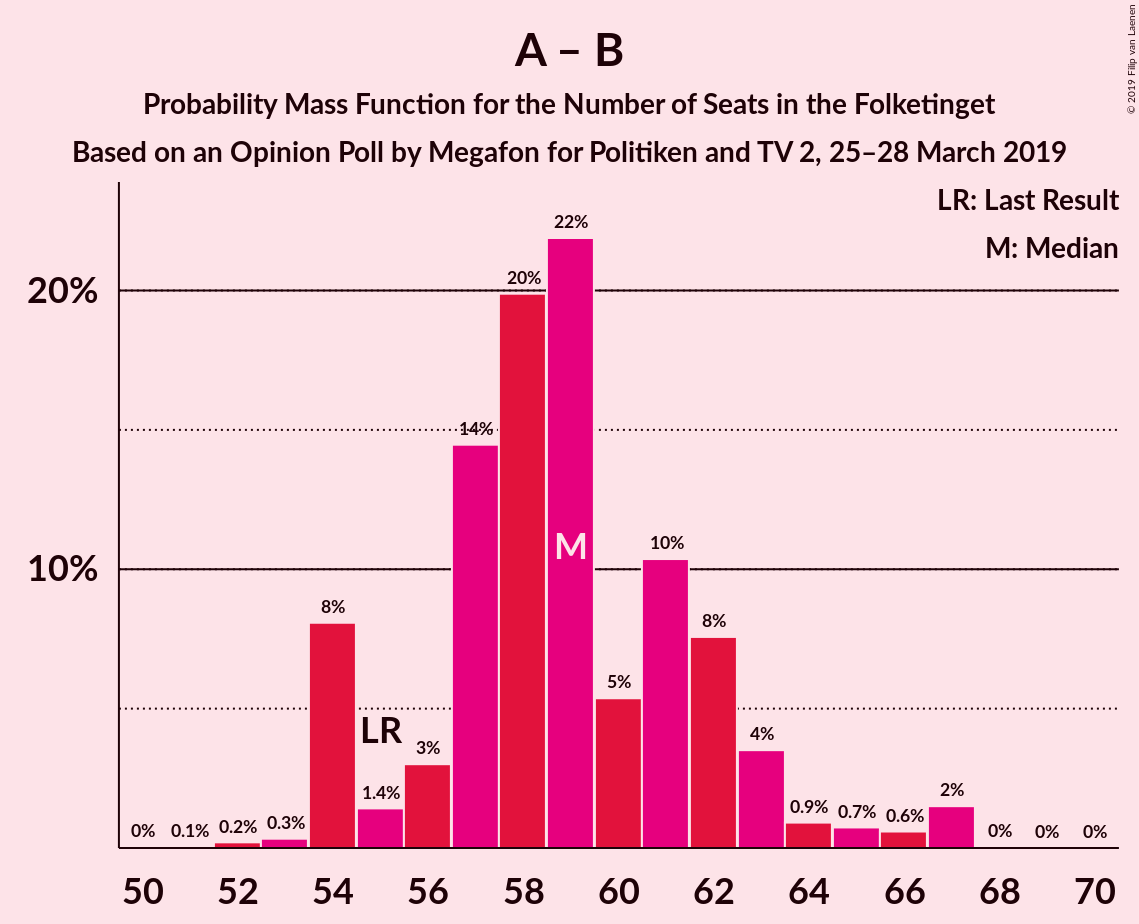 A – B
Probability Mass Function for the Number of Seats in the Folketinget
Based on an Opinion Poll by Megafon for Politiken and TV 2, 25–28 March 2019
© 2019 Filip van Laenen
LR: Last Result
M: Median
20%
10%
0%
0.1%
0.2%
0.3%
8%
1.4%
LR
3%
14%
20%
22%
M
5%
10%
8%
4%
0.9%
0.7%
0.6%
2%
0%
0%
0%
50 52 54 56 58 60 62 64 66 68 70